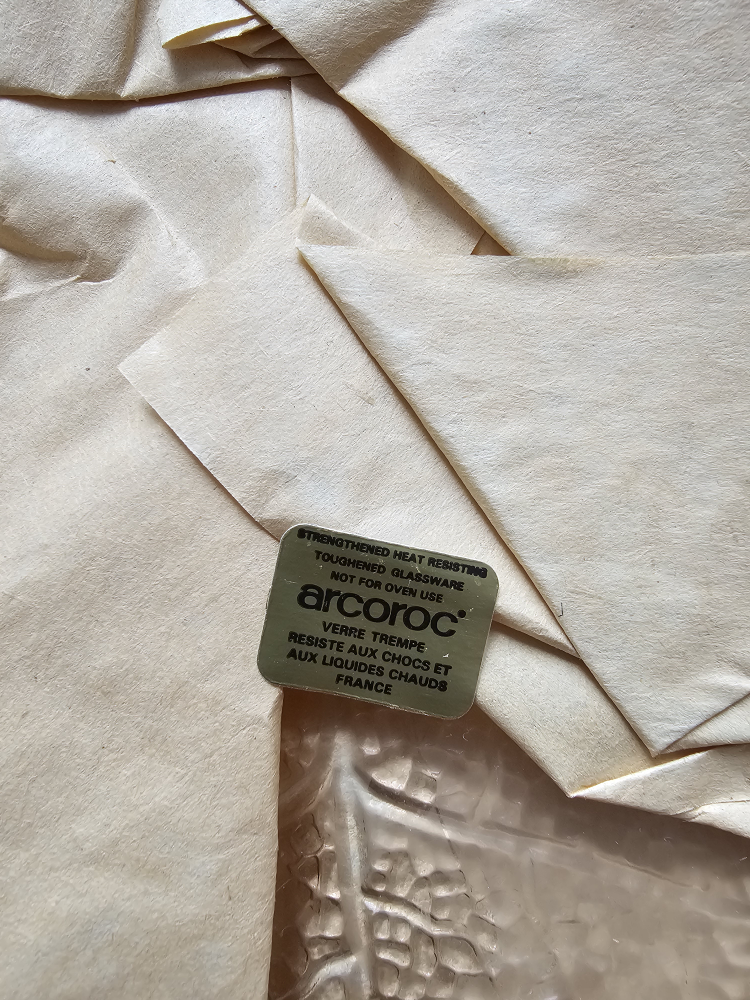 STRENGTHENED HEAT RESISTING
TOUGHENED GLASSWARE
NOT FOR OVEN USE
arcoroc
VERRE TREMPE
RESISTE AUX CHOCS ET
AUX LIQUIDES CHAUDS
FRANCE